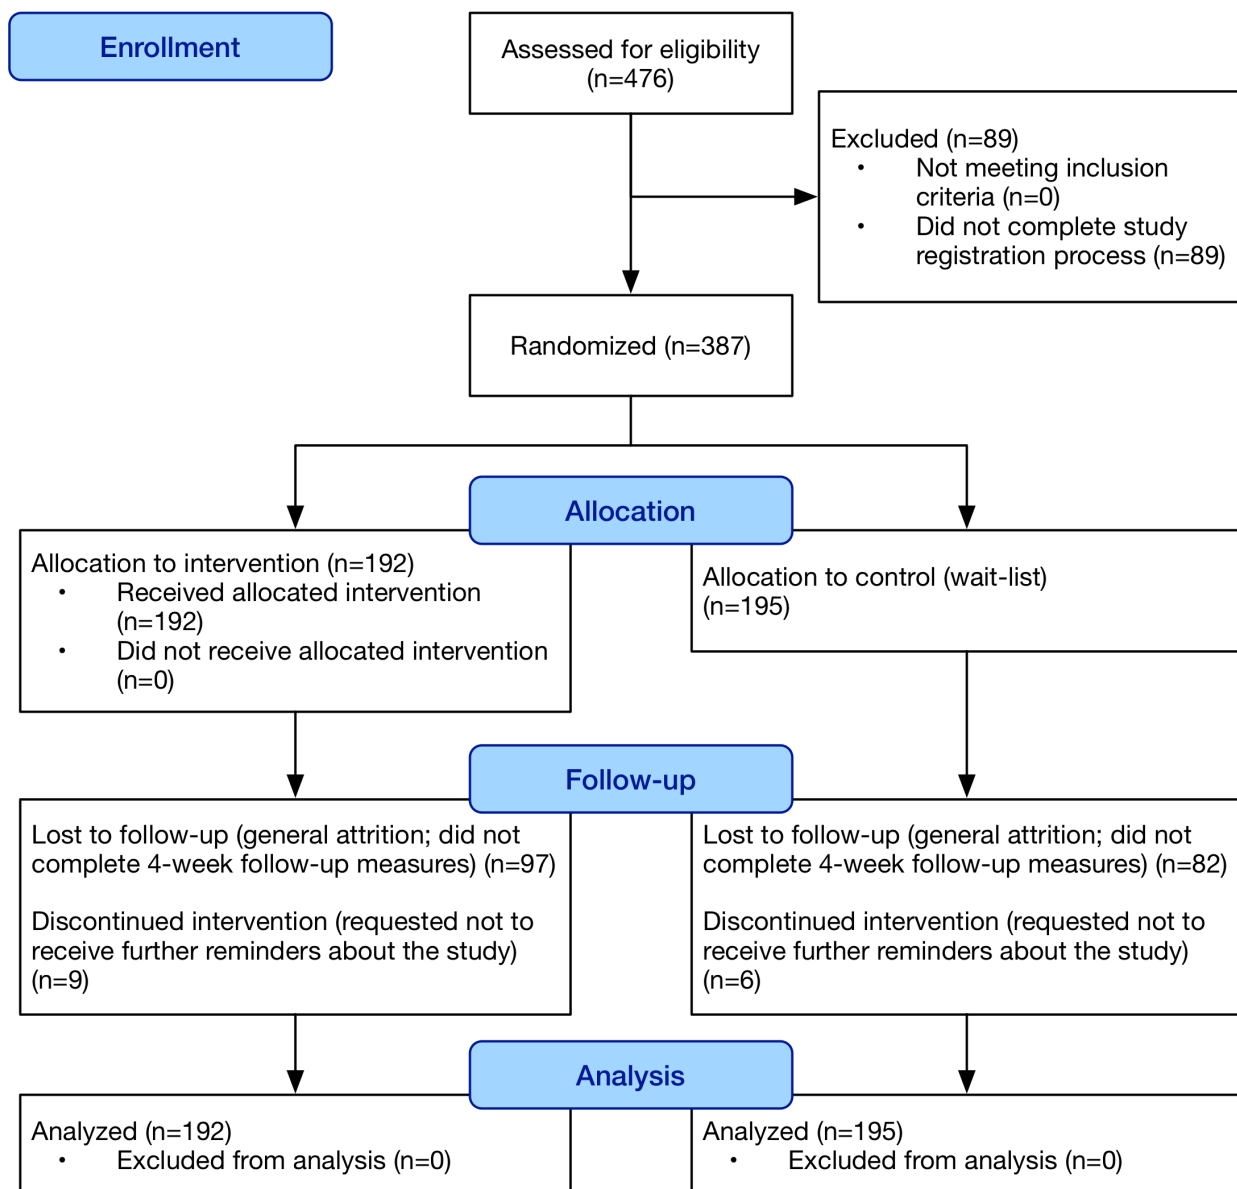 Enrollment
Assessed for eligibility
(n=476)
Excluded (n=89)
• Not meeting inclusion
criteria (n=0)
• Did not complete study
registration process (n=89)
Randomized (n=387)
Allocation
Allocation to intervention (n=192)
• Received allocated intervention
(n=192)
• Did not receive allocated intervention
(n=0)
Allocation to control (wait-list)
(n=195)
Follow-up
Lost to follow-up (general attrition; did not
complete 4-week follow-up measures) (n=97)
Discontinued intervention (requested not to
receive further reminders about the study)
(n=9)
Lost to follow-up (general attrition; did not
complete 4-week follow-up measures) (n=82)
Discontinued intervention (requested not to
receive further reminders about the study)
(n=6)
Analysis
Analyzed (n=192)
• Excluded from analysis (n=0)
Analyzed (n=195)
• Excluded from analysis (n=0)